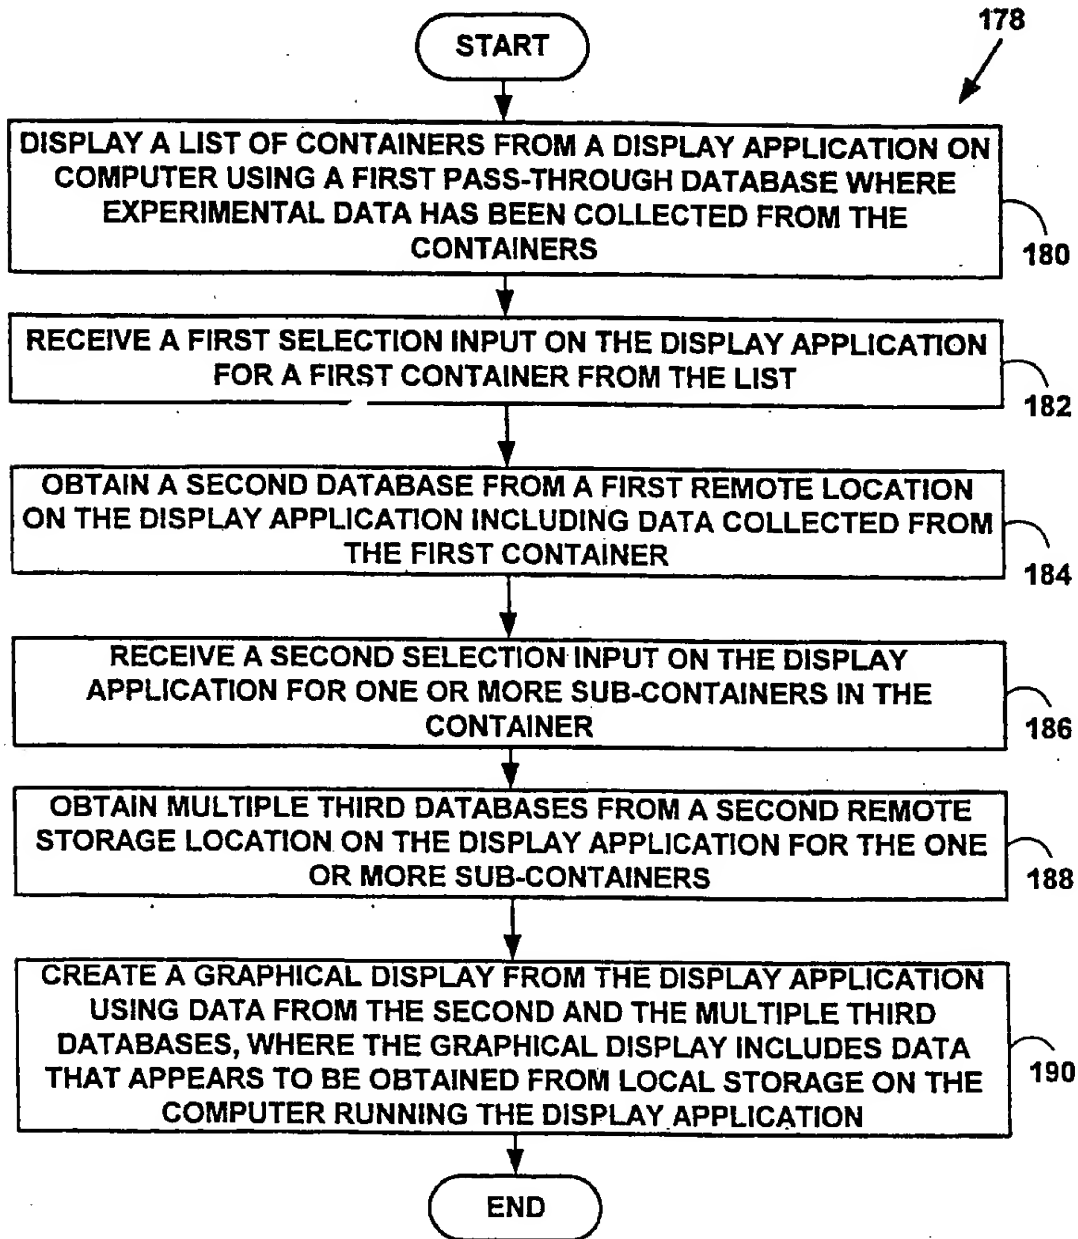 178
START
DISPLAY A LIST OF CONTAINERS FROM A DISPLAY APPLICATION ON
COMPUTER USING A FIRST PASS-THROUGH DATABASE WHERE
EXPERIMENTAL DATA HAS BEEN COLLECTED FROM THE
CONTAINERS
180
RECEIVE A FIRST SELECTION INPUT ON THE DISPLAY APPLICATION
FOR A FIRST CONTAINER FROM THE LIST
182
OBTAIN A SECOND DATABASE FROM A FIRST REMOTE LOCATION
ON THE DISPLAY APPLICATION INCLUDING DATA COLLECTED FROM
THE FIRST CONTAINER
184
RECEIVE A SECOND SELECTION INPUT ON THE DISPLAY
APPLICATION FOR ONE OR MORE SUB-CONTAINERS IN THE
CONTAINER
186
OBTAIN MULTIPLE THIRD DATABASES FROM A SECOND REMOTE
STORAGE LOCATION ON THE DISPLAY APPLICATION FOR THE ONE
OR MORE SUB-CONTAINERS
188
CREATE A GRAPHICAL DISPLAY FROM THE DISPLAY APPLICATION
USING DATA FROM THE SECOND AND THE MULTIPLE THIRD
DATABASES, WHERE THE GRAPHICAL DISPLAY INCLUDES DATA
THAT APPEARS TO BE OBTAINED FROM LOCAL STORAGE ON THE
COMPUTER RUNNING THE DISPLAY APPLICATION
190
END